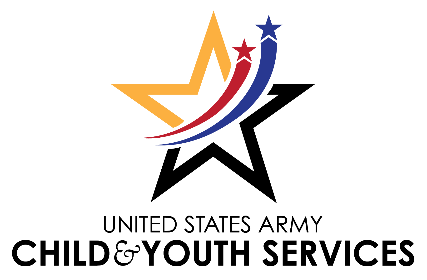 UNITED STATES ARMY
CHILD & YOUTH SERVICES